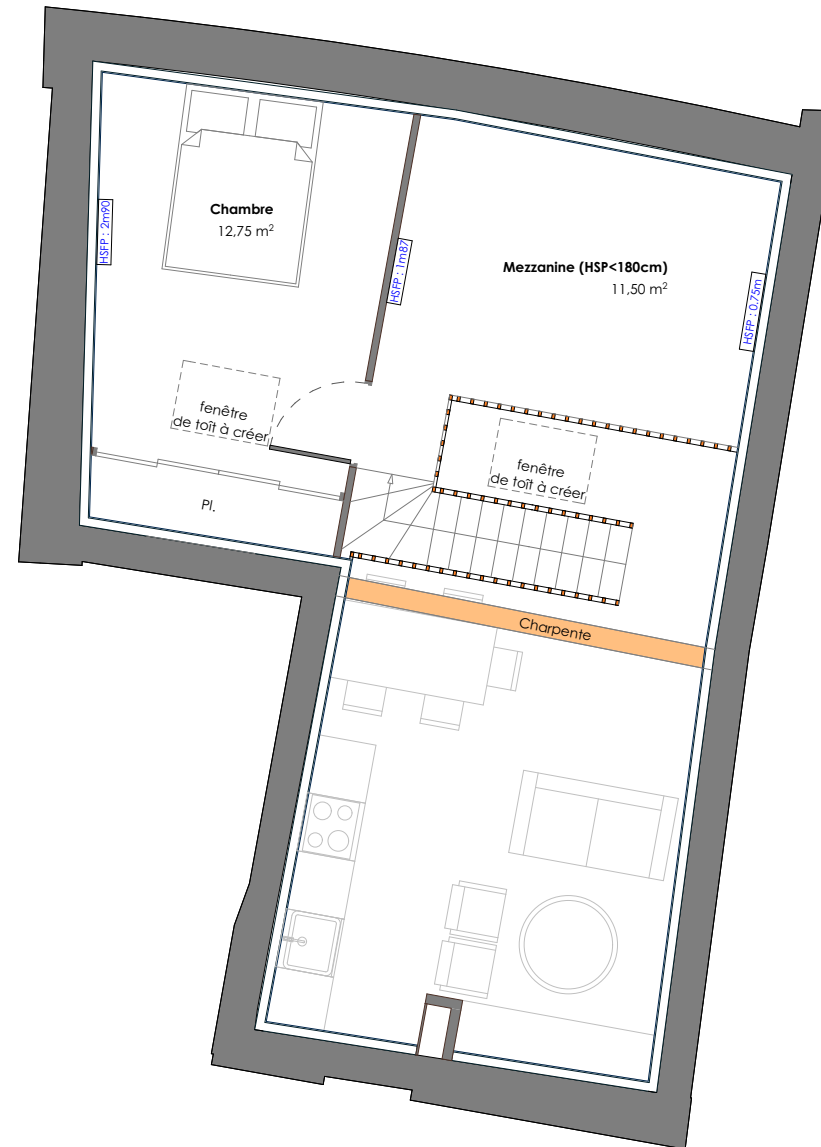 Chambre
12,75 m²
HSFP : 2m90
HSFP : 1m87
Mezzanine (HSP<180cm)
11,50 m²
HSFP : 0,75m
fenêtre
de toît à créer
fenêtre
de toît à créer
Pl.
Charpente